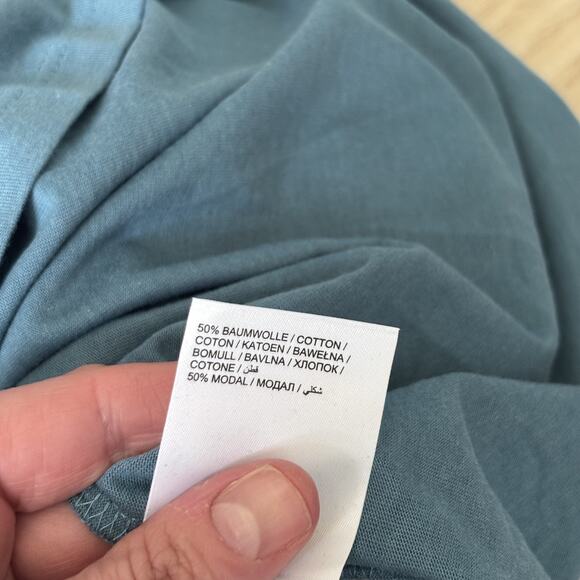 50% BAUMWOLLE / COTTON /
COTON / KATOEN / BAWEŁNA /
BOMULL / BAVLNA / ХЛОПОК /
COTONE / قطن /
50% MODAL / МОДАЛ / شكلي /